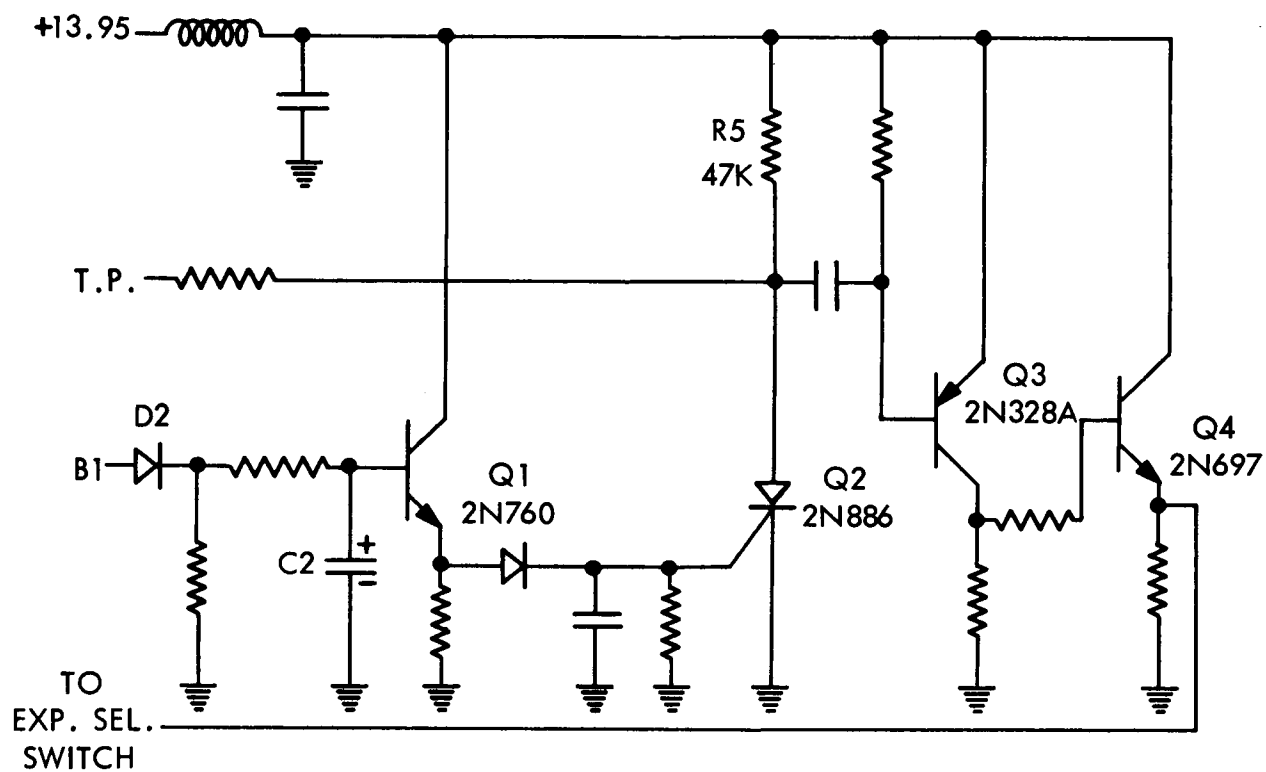 +13.95
R5
47K
T.P.
Q3
2N328A
D2
Q4
2N697
B1
Q1
2N760
Q2
2N886
C2
+
-
TO
EXP. SEL.
SWITCH